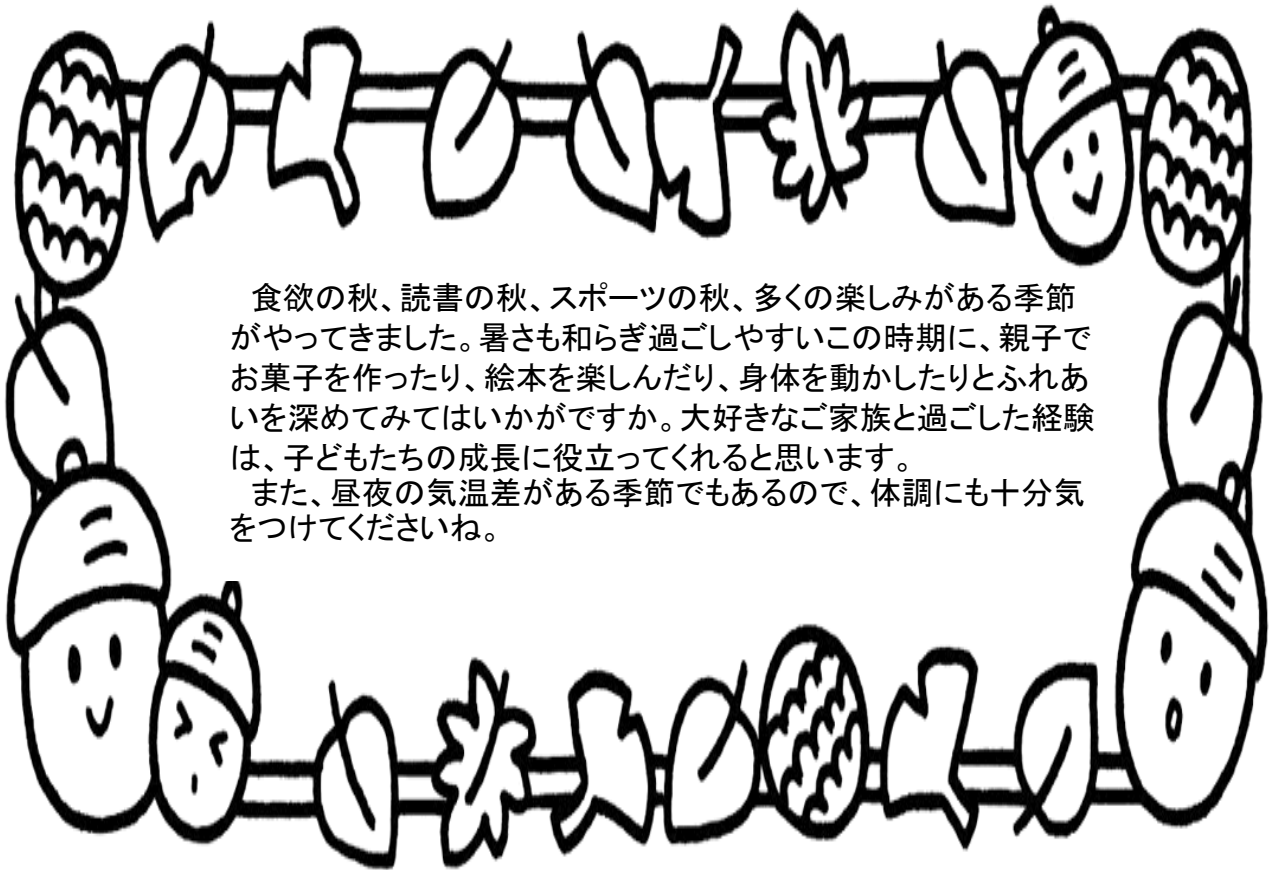 食欲の秋、読書の秋、スポーツの秋、多くの楽しみがある季節
がやってきました。暑さも和らぎ過ごしやすいこの時期に、親子で
お菓子を作ったり、絵本を楽しんだり、身体を動かしたりとふれあ
いを深めてみてはいかがですか。大好きなご家族と過ごした経験
は、子どもたちの成長に役立ってくれると思います。
　また、昼夜の気温差がある季節でもあるので、体調にも十分気
をつけてくださいね。